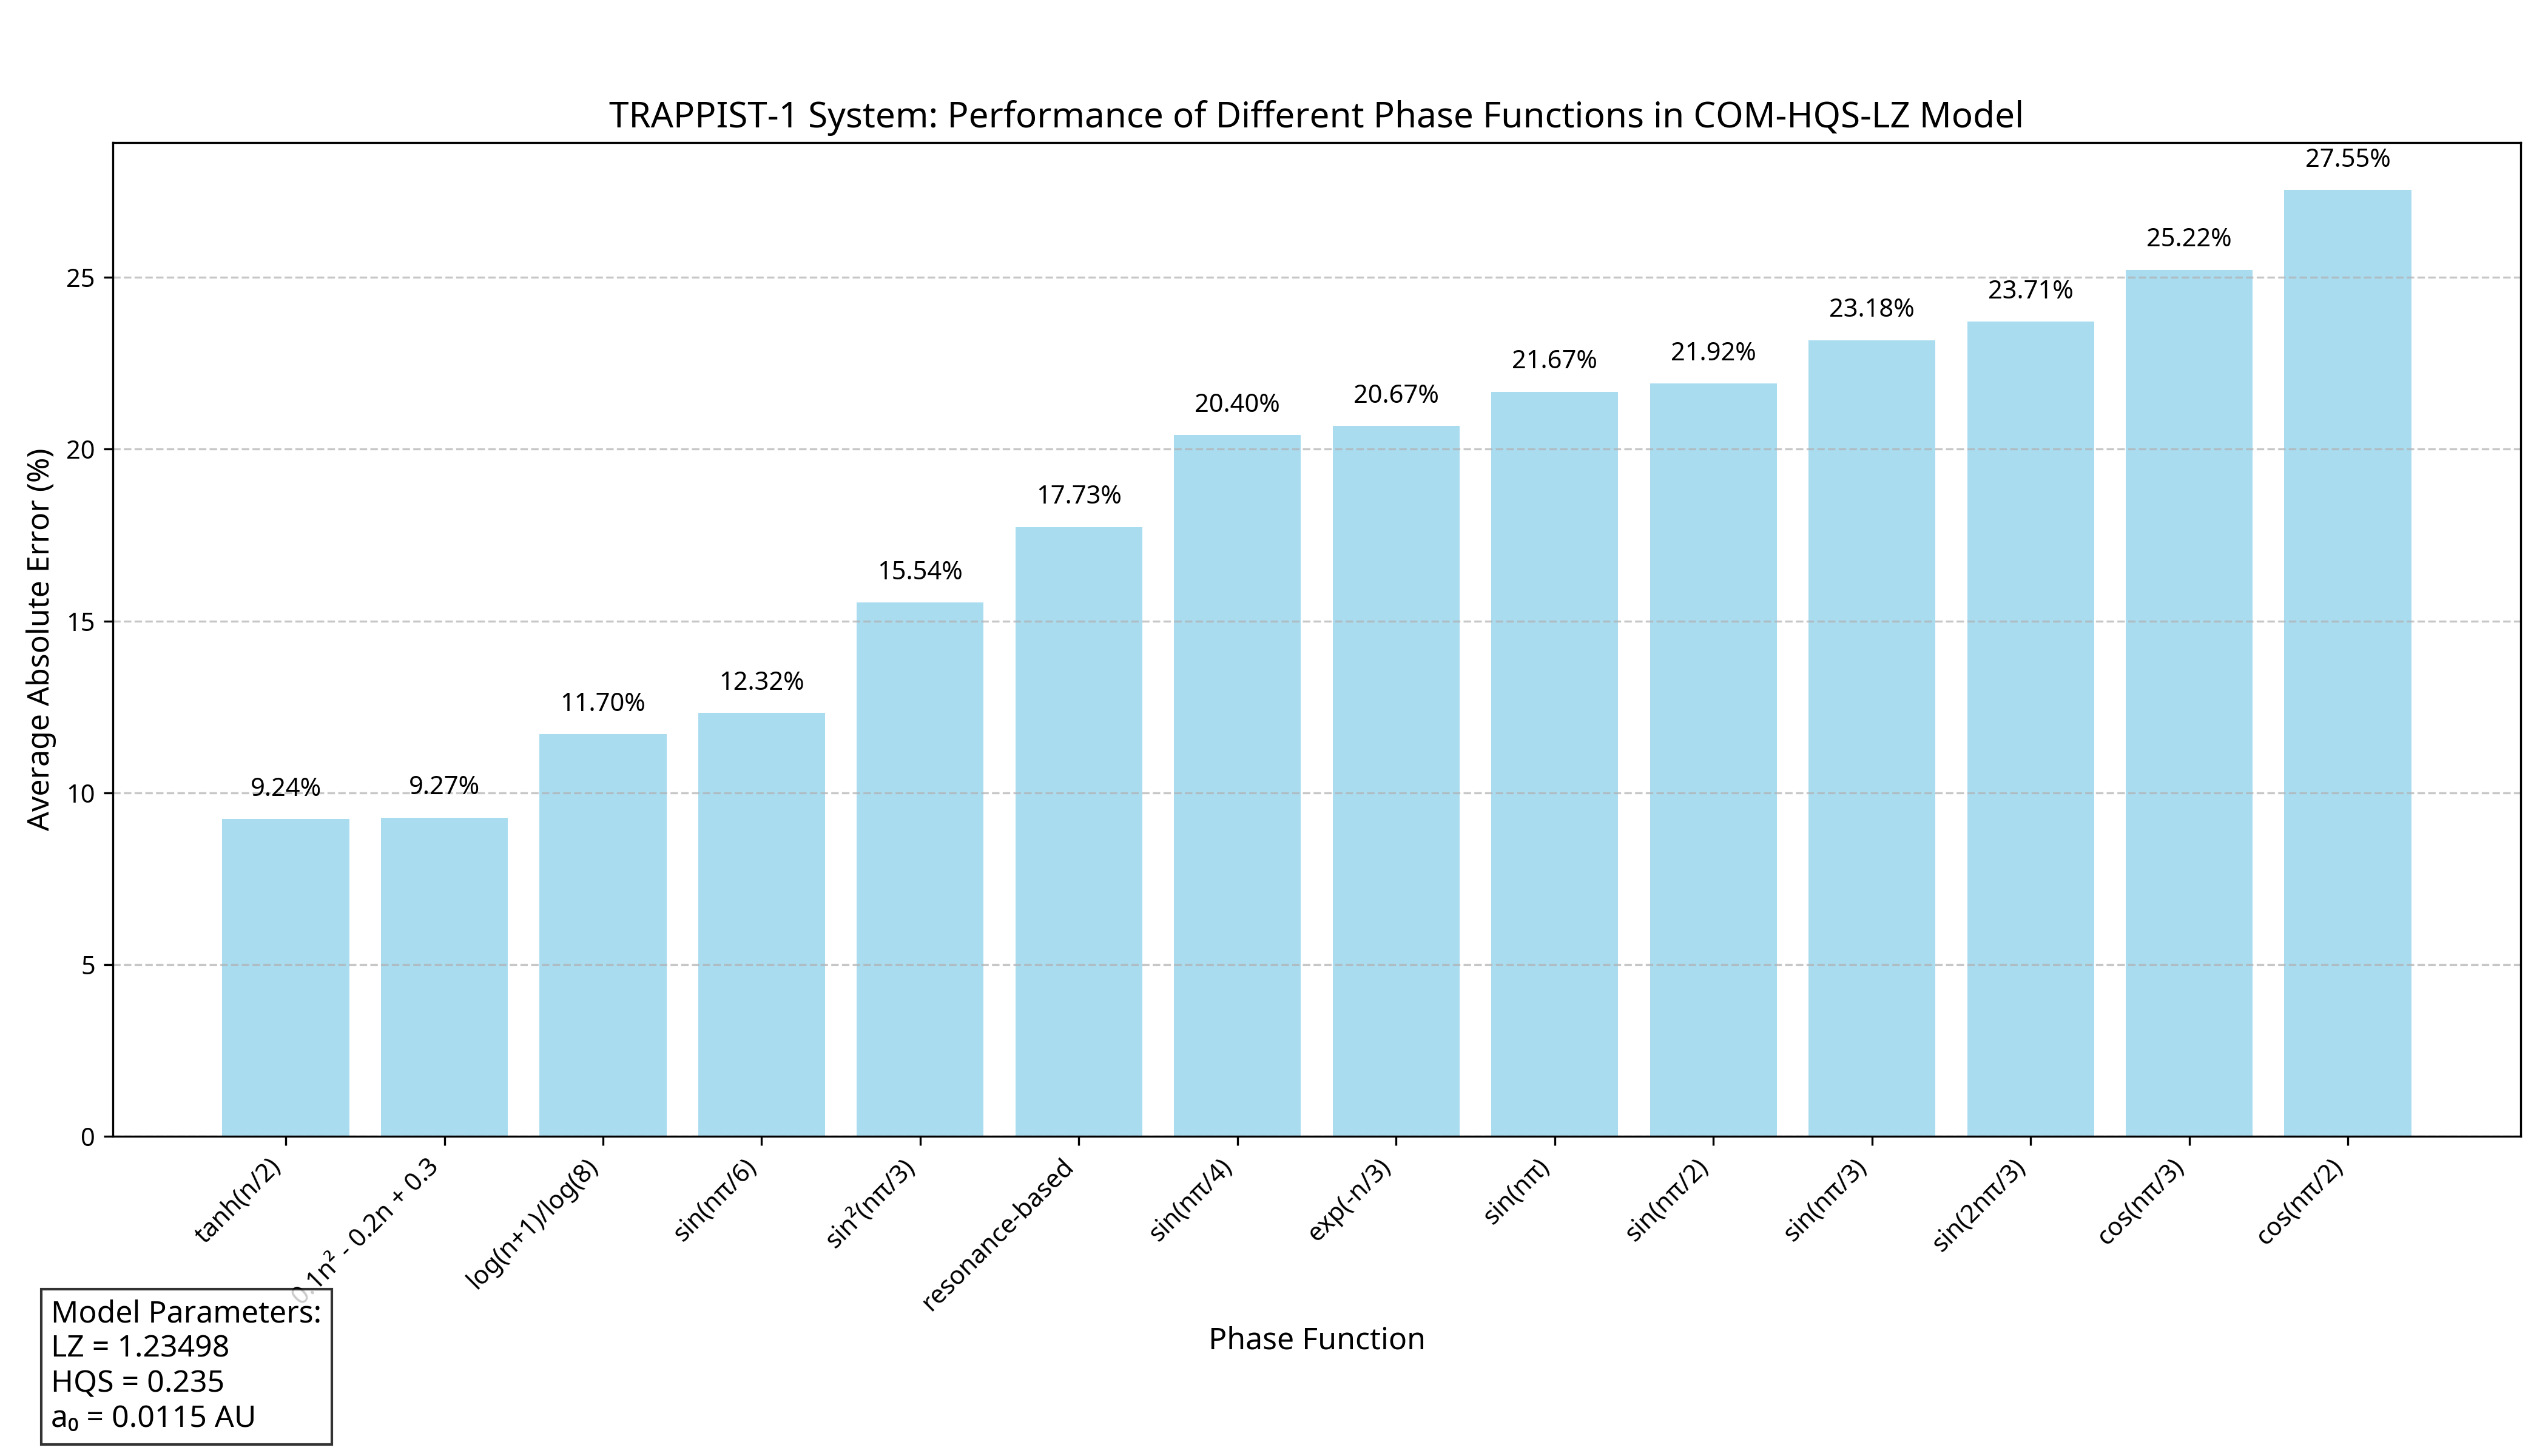 TRAPPIST-1 System: Performance of Different Phase Functions in COM-HQS-LZ Model
Average Absolute Error (%)
25
20
15
10
5
0
9.24%
9.27%
11.70%
12.32%
15.54%
17.73%
20.40%
20.67%
21.67%
21.92%
23.18%
23.71%
25.22%
27.55%
tanh(n/2)
0.1n² - 0.2n + 0.3
log(n+1)/log(8)
sin(nπ/6)
sin²(nπ/3)
resonance-based
sin(nπ/4)
exp(-n/3)
sin(nπ)
sin(nπ/2)
sin(nπ/3)
sin(2nπ/3)
cos(nπ/3)
cos(nπ/2)
Phase Function
Model Parameters:
LZ = 1.23498
HQS = 0.235
a₀ = 0.0115 AU